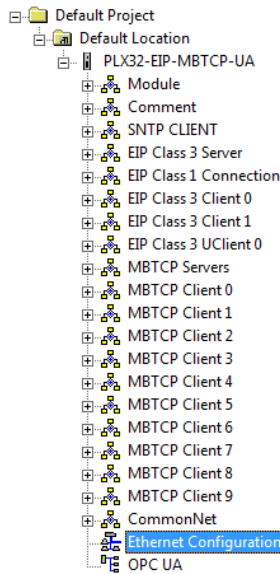 Default Project
Default Location
PLX32-EIP-MBTCP-UA
Module
Comment
SNTP CLIENT
EIP Class 3 Server
EIP Class 1 Connection
EIP Class 3 Client 0
EIP Class 3 Client 1
EIP Class 3 UClient 0
MBTCP Servers
MBTCP Client 0
MBTCP Client 1
MBTCP Client 2
MBTCP Client 3
MBTCP Client 4
MBTCP Client 5
MBTCP Client 6
MBTCP Client 7
MBTCP Client 8
MBTCP Client 9
CommonNet
Ethernet Configuration
OPC UA